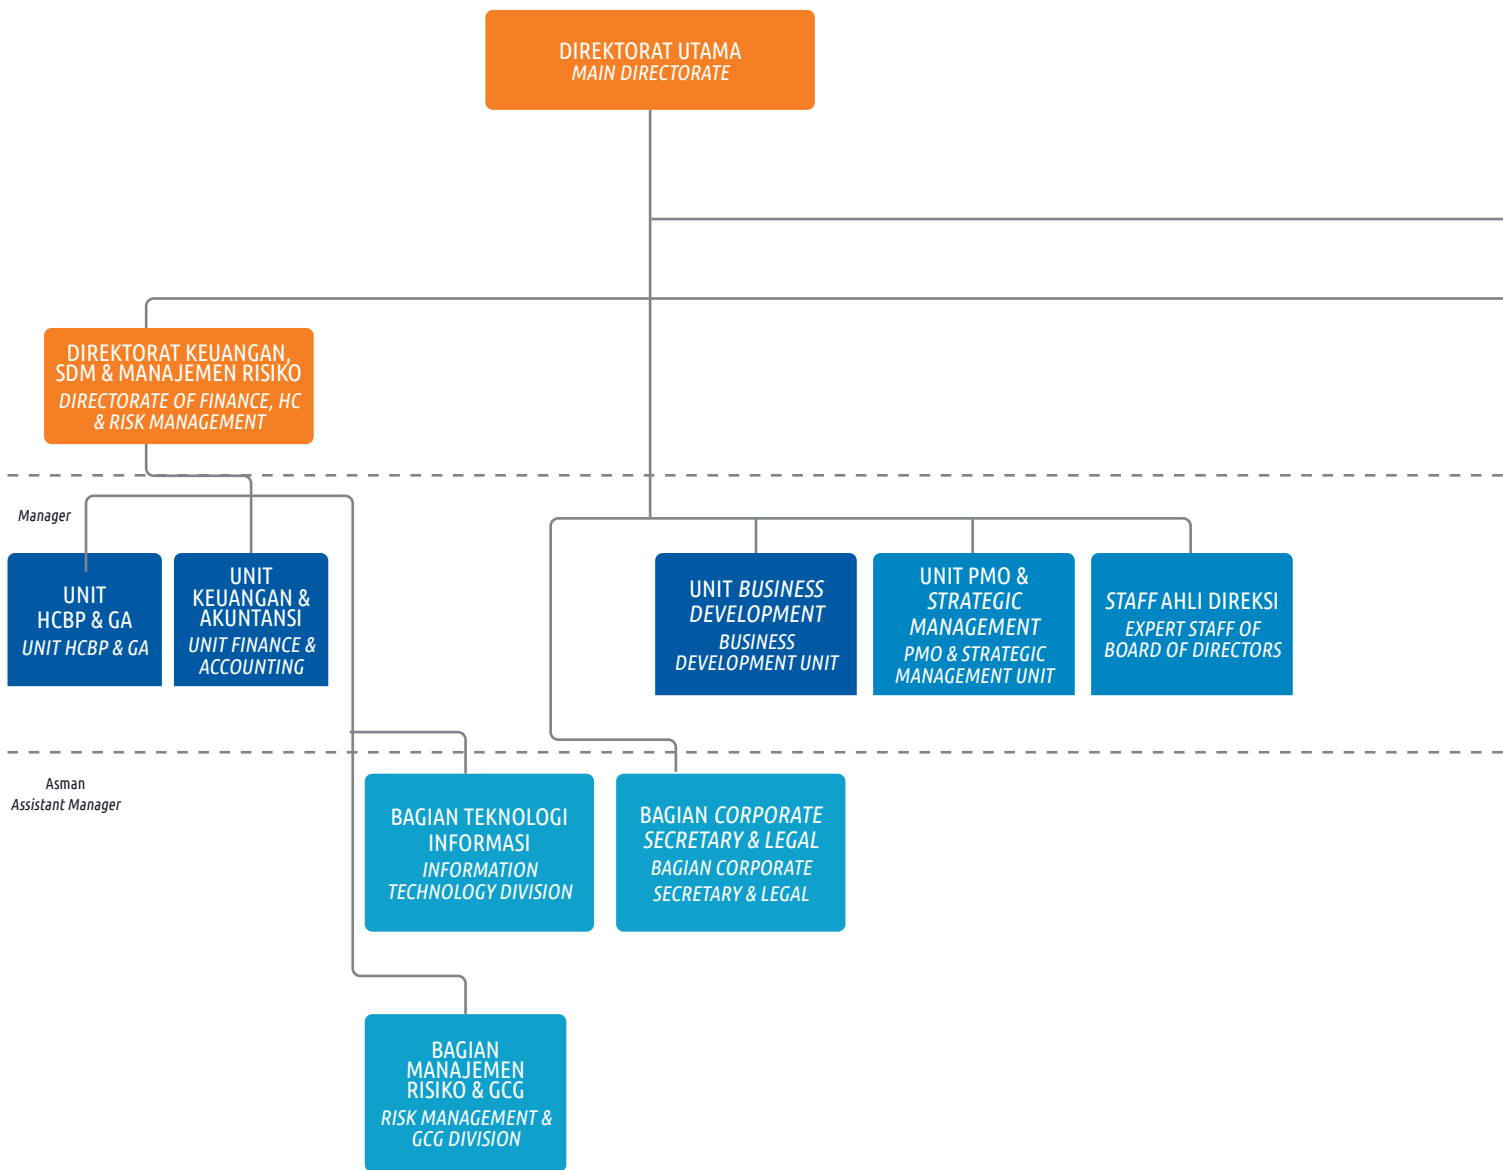 DIREKTORAT UTAMA
MAIN DIRECTORATE
DIREKTORAT KEUANGAN,
SDM & MANAJEMEN RISIKO
DIRECTORATE OF FINANCE, HC
& RISK MANAGEMENT
Manager
UNIT
HCBP & GA
UNIT HCBP & GA
UNIT
KEUANGAN &
AKUNTANSI
UNIT FINANCE &
ACCOUNTING
UNIT BUSINESS
DEVELOPMENT
BUSINESS
DEVELOPMENT UNIT
UNIT PMO &
STRATEGIC
MANAGEMENT
PMO & STRATEGIC
MANAGEMENT UNIT
STAFF AHLI DIREKSI
EXPERT STAFF OF
BOARD OF DIRECTORS
Asman
Assistant Manager
BAGIAN TEKNOLOGI
INFORMASI
INFORMATION
TECHNOLOGY DIVISION
BAGIAN CORPORATE
SECRETARY & LEGAL
BAGIAN CORPORATE
SECRETARY & LEGAL
BAGIAN
MANAJEMEN
RISIKO & GCG
RISK MANAGEMENT &
GCG DIVISION